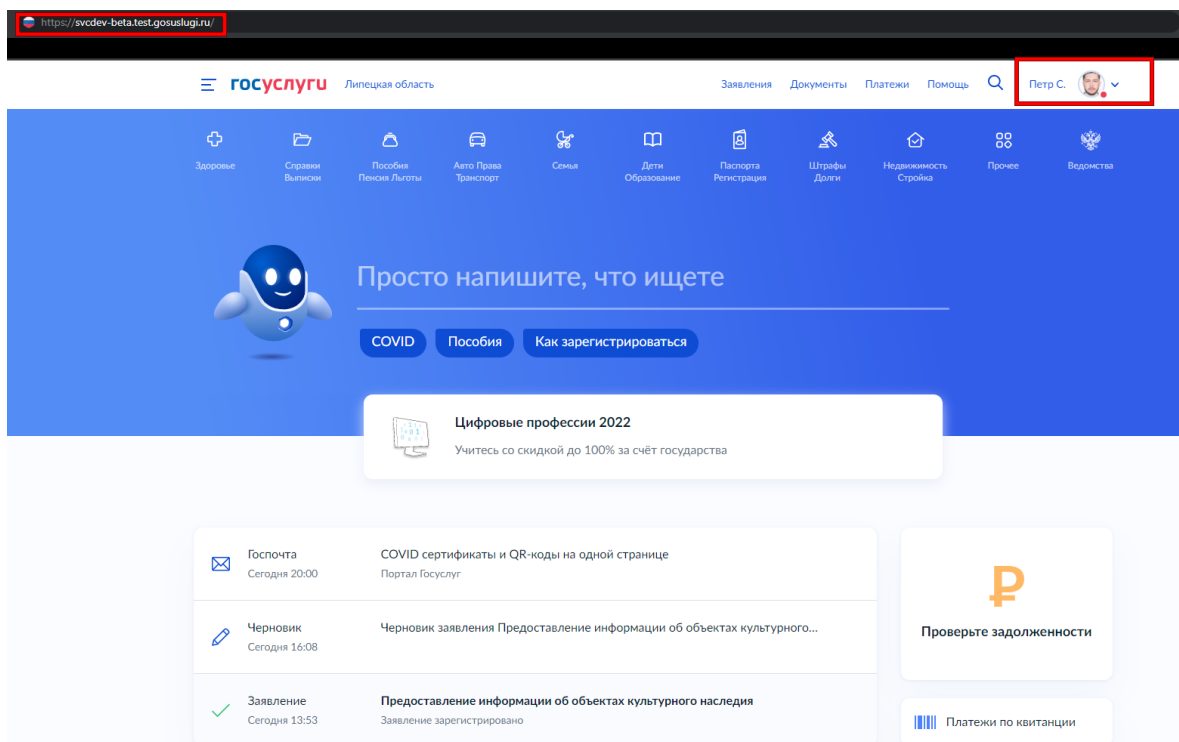 https://svcdev-beta.test.gosuslugi.ru/
госуслуги Липецкая область Заявления Документы Платежи Помощь Петр С.
Здоровье
Справки
Выписки
Пособия
Пенсия Льготы
Авто Права
Транспорт
Семья
Дети
Образование
Паспорта
Регистрация
Штрафы
Долги
Недвижимость
Стройка
Прочее
Ведомства
Просто напишите, что ищете
COVID Пособия Как зарегистрироваться
Цифровые профессии 2022
Учитесь со скидкой до 100% за счёт государства
Госпочта
Сегодня 20:00
COVID сертификаты и QR-коды на одной странице
Портал Госуслуг
Черновик
Сегодня 16:08
Черновик заявления Предоставление информации об объектах культурного...
Заявление
Сегодня 13:53
Предоставление информации об объектах культурного наследия
Заявление зарегистрировано
₽
Проверьте задолженности
Платежи по квитанции